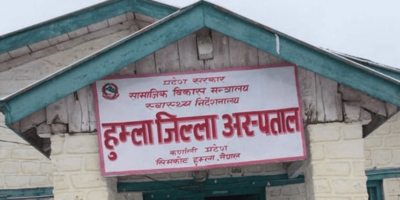 प्रदेश सरकार
सामाजिक विकास मन्त्रालय
स्वास्थ्य निर्देशनालय
हुम्ला जिल्ला अस्पताल
कर्णाली प्रदेश
सिमकोट हुम्ला, नेपाल